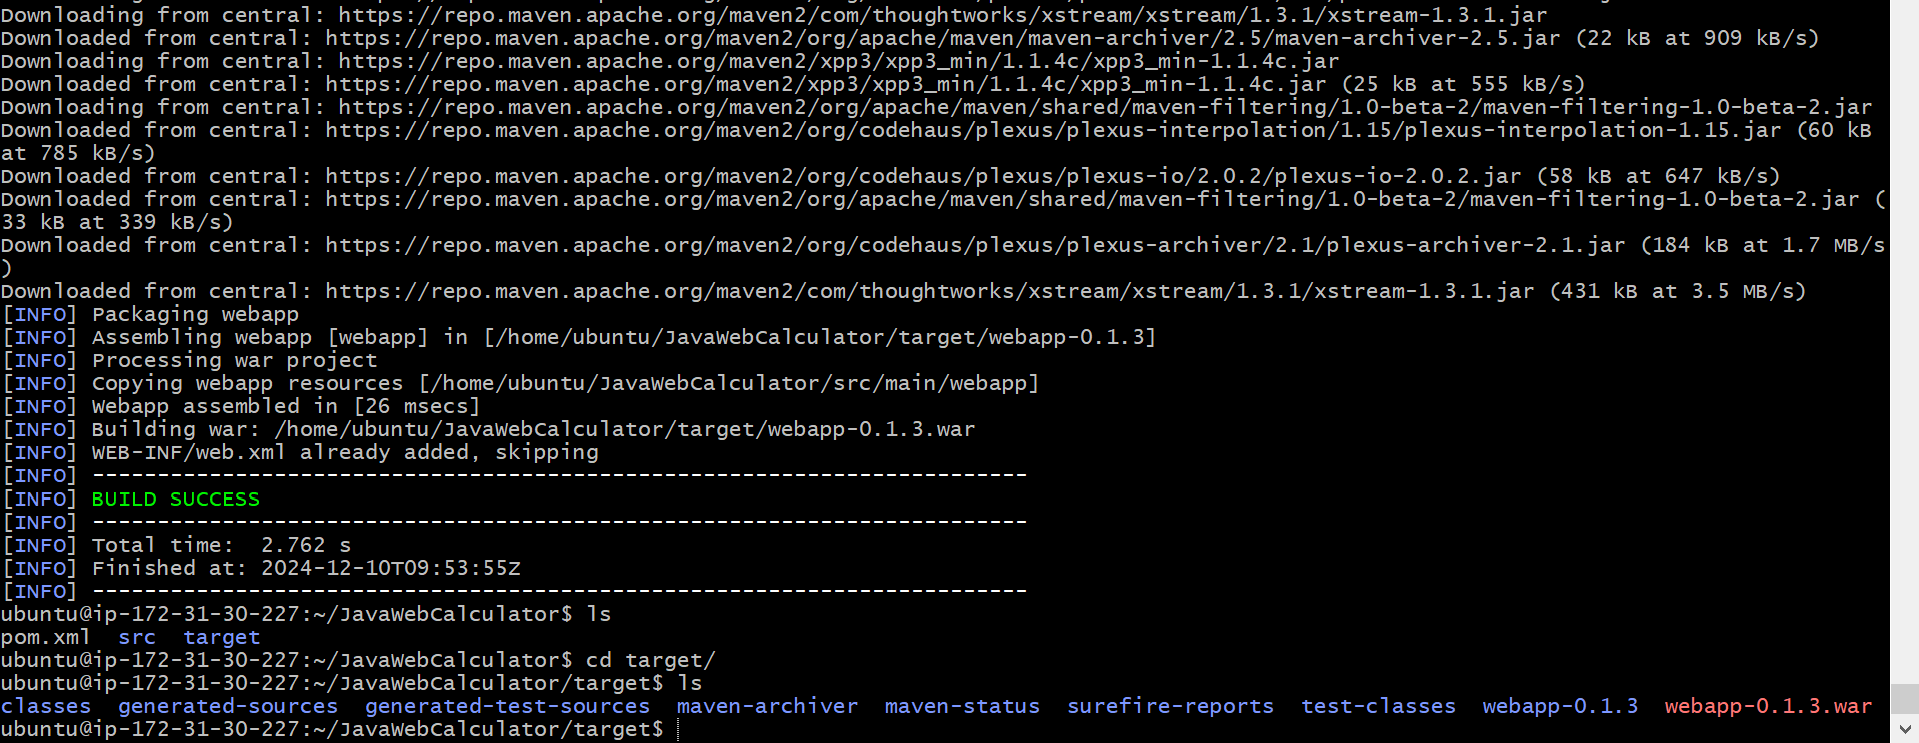 Downloading from central: https://repo.maven.apache.org/maven2/com/thoughtworks/xstream/xstream/1.3.1/xstream-1.3.1.jar
Downloaded from central: https://repo.maven.apache.org/maven2/org/apache/maven/maven-archiver/2.5/maven-archiver-2.5.jar (22 kB at 909 kB/s)
Downloading from central: https://repo.maven.apache.org/maven2/xpp3/xpp3_min/1.1.4c/xpp3_min-1.1.4c.jar
Downloaded from central: https://repo.maven.apache.org/maven2/xpp3/xpp3_min/1.1.4c/xpp3_min-1.1.4c.jar (25 kB at 555 kB/s)
Downloading from central: https://repo.maven.apache.org/maven2/org/apache/maven/shared/maven-filtering/1.0-beta-2/maven-filtering-1.0-beta-2.jar
Downloaded from central: https://repo.maven.apache.org/maven2/org/codehaus/plexus/plexus-interpolation/1.15/plexus-interpolation-1.15.jar (60 kB
at 785 kB/s)
Downloaded from central: https://repo.maven.apache.org/maven2/org/codehaus/plexus/plexus-io/2.0.2/plexus-io-2.0.2.jar (58 kB at 647 kB/s)
Downloaded from central: https://repo.maven.apache.org/maven2/org/apache/maven/shared/maven-filtering/1.0-beta-2/maven-filtering-1.0-beta-2.jar (
33 kB at 339 kB/s)
Downloaded from central: https://repo.maven.apache.org/maven2/org/codehaus/plexus/plexus-archiver/2.1/plexus-archiver-2.1.jar (184 kB at 1.7 MB/s
)
Downloaded from central: https://repo.maven.apache.org/maven2/com/thoughtworks/xstream/xstream/1.3.1/xstream-1.3.1.jar (431 kB at 3.5 MB/s)
[INFO] Packaging webapp
[INFO] Assembling webapp [webapp] in [/home/ubuntu/JavaWebCalculator/target/webapp-0.1.3]
[INFO] Processing war project
[INFO] Copying webapp resources [/home/ubuntu/JavaWebCalculator/src/main/webapp]
[INFO] Webapp assembled in [26 msecs]
[INFO] Building war: /home/ubuntu/JavaWebCalculator/target/webapp-0.1.3.war
[INFO] WEB-INF/web.xml already added, skipping
[INFO] ------------------------------------------------------------------------
[INFO] BUILD SUCCESS
[INFO] ------------------------------------------------------------------------
[INFO] Total time:  2.762 s
[INFO] Finished at: 2024-12-10T09:53:55Z
[INFO] ------------------------------------------------------------------------
ubuntu@ip-172-31-30-227:~/JavaWebCalculator$ ls
pom.xml  src  target
ubuntu@ip-172-31-30-227:~/JavaWebCalculator$ cd target/
ubuntu@ip-172-31-30-227:~/JavaWebCalculator/target$ ls
classes  generated-sources  generated-test-sources  maven-archiver  maven-status  surefire-reports  test-classes  webapp-0.1.3  webapp-0.1.3.war
ubuntu@ip-172-31-30-227:~/JavaWebCalculator/target$